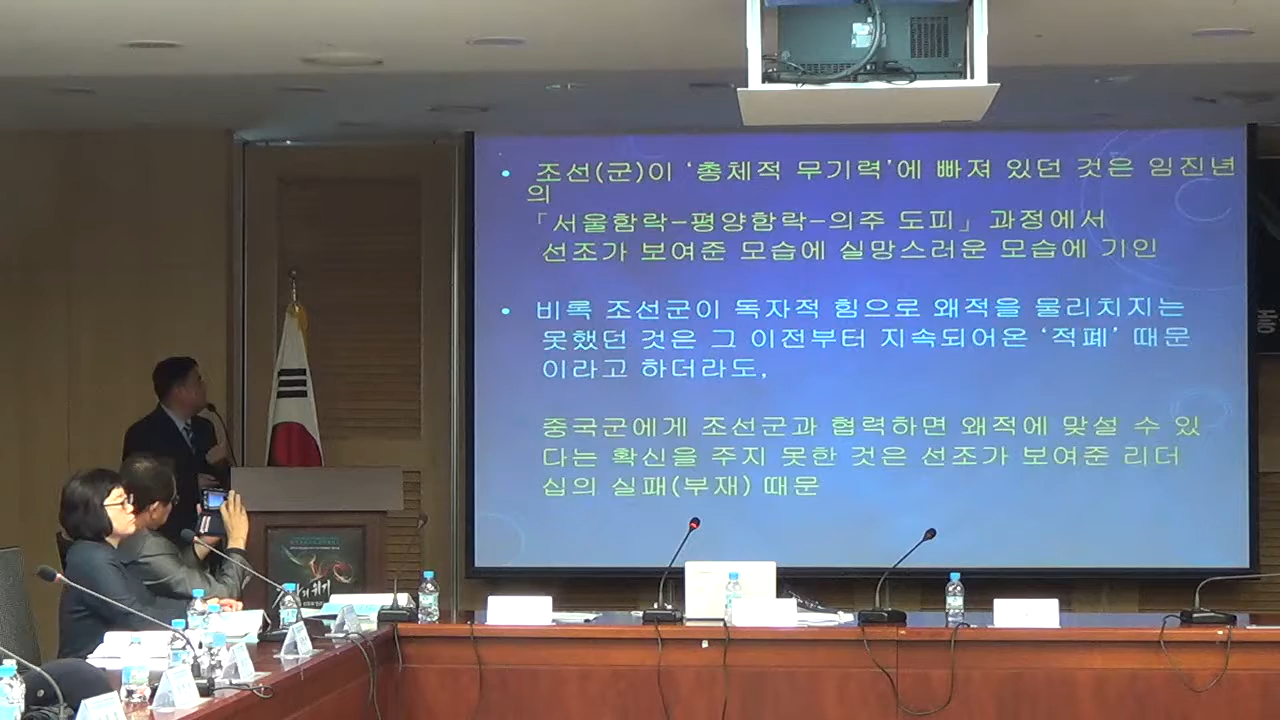 • 조선(군)이 ‘총체적 무기력’에 빠져 있던 것은 임진년
의
「서울함락-평양함락-의주 도피」 과정에서
선조가 보여준 모습에 실망스러운 모습에 기인
• 비록 조선군이 독자적 힘으로 왜적을 물리치지는
못했던 것은 그 이전부터 지속되어온 ‘적폐’ 때문
이라고 하더라도,
중국군에게 조선군과 협력하면 왜적에 맞설 수 있
다는 확신을 주지 못한 것은 선조가 보여준 리더
십의 실패(부재) 때문
위기